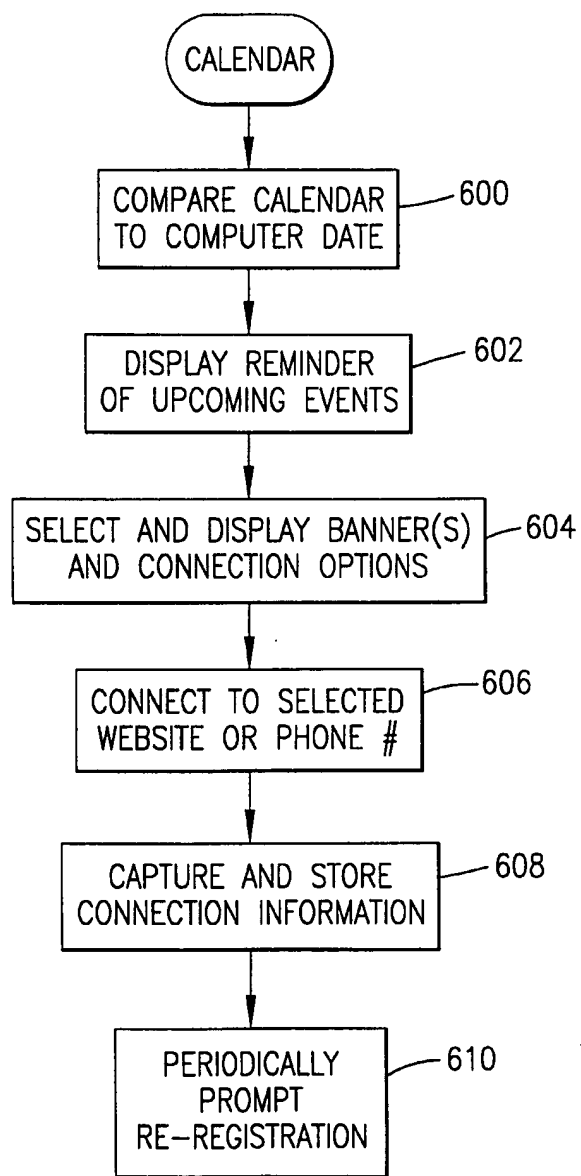 CALENDAR
COMPARE CALENDAR
TO COMPUTER DATE
600
DISPLAY REMINDER
OF UPCOMING EVENTS
602
SELECT AND DISPLAY BANNER(S)
AND CONNECTION OPTIONS
604
CONNECT TO SELECTED
WEBSITE OR PHONE #
606
CAPTURE AND STORE
CONNECTION INFORMATION
608
PERIODICALLY
PROMPT
RE-REGISTRATION
610